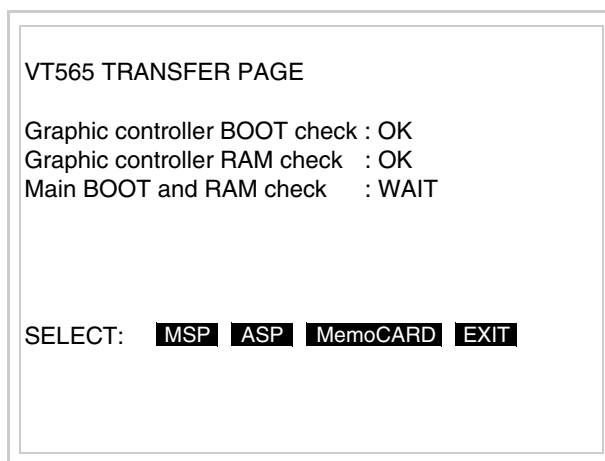 VT565 TRANSFER PAGE
Graphic controller BOOT check : OK
Graphic controller RAM check : OK
Main BOOT and RAM check : WAIT
SELECT: MSP ASP MemoCARD EXIT